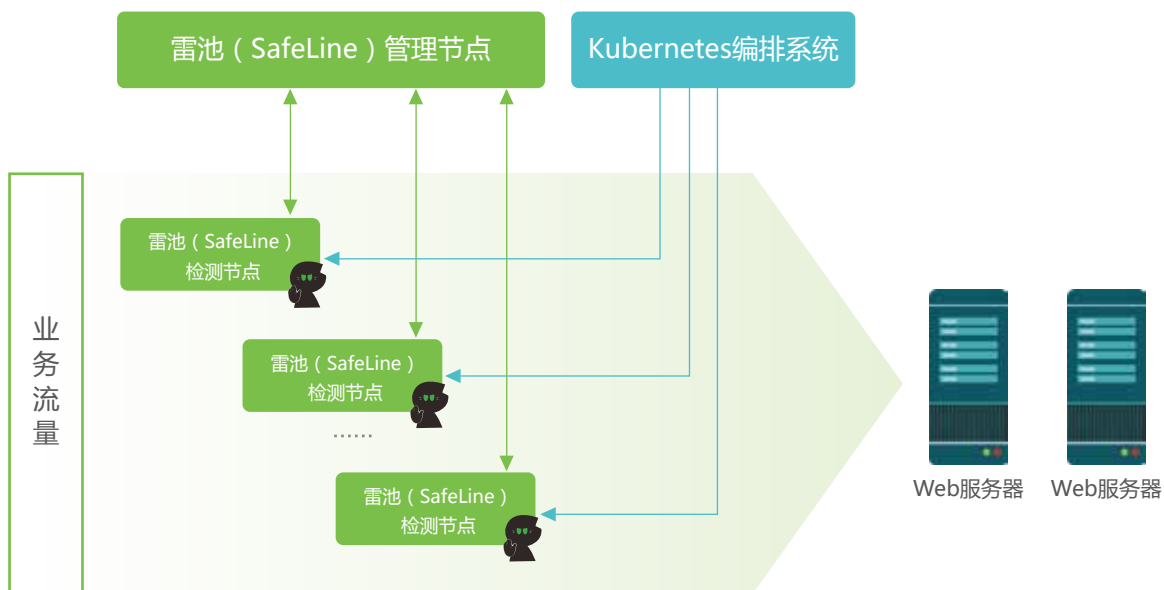 雷池（SafeLine）管理节点
Kubernetes编排系统
业务流量
雷池（SafeLine）
检测节点
雷池（SafeLine）
检测节点
······
雷池（SafeLine）
检测节点
Web服务器
Web服务器